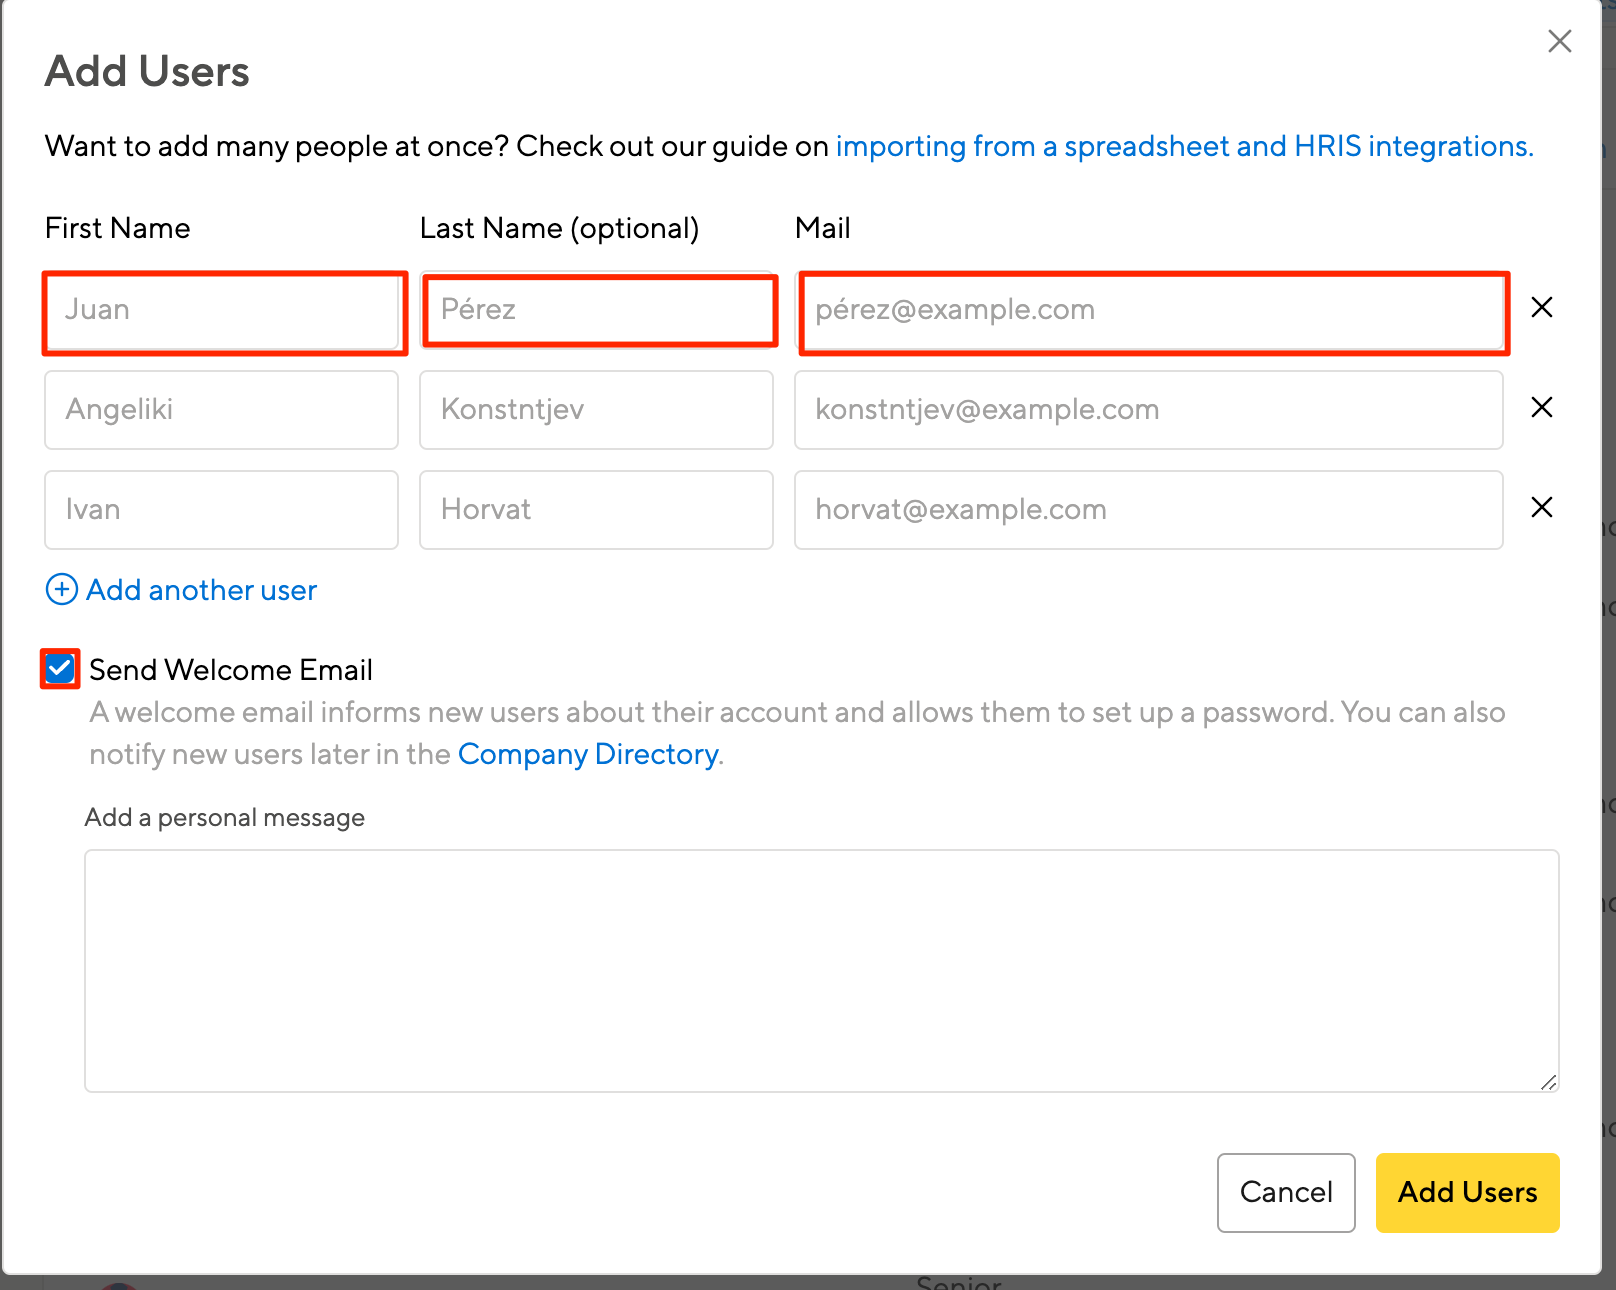 Add Users
Want to add many people at once? Check out our guide on importing from a spreadsheet and HRIS integrations.
First Name Last Name (optional) Mail
Juan Pérez pérez@example.com
Angeliki Konstntjev konstntjev@example.com
Ivan Horvat horvat@example.com
Add another user
Send Welcome Email
A welcome email informs new users about their account and allows them to set up a password. You can also
notify new users later in the Company Directory.
Add a personal message
Cancel Add Users
Senior